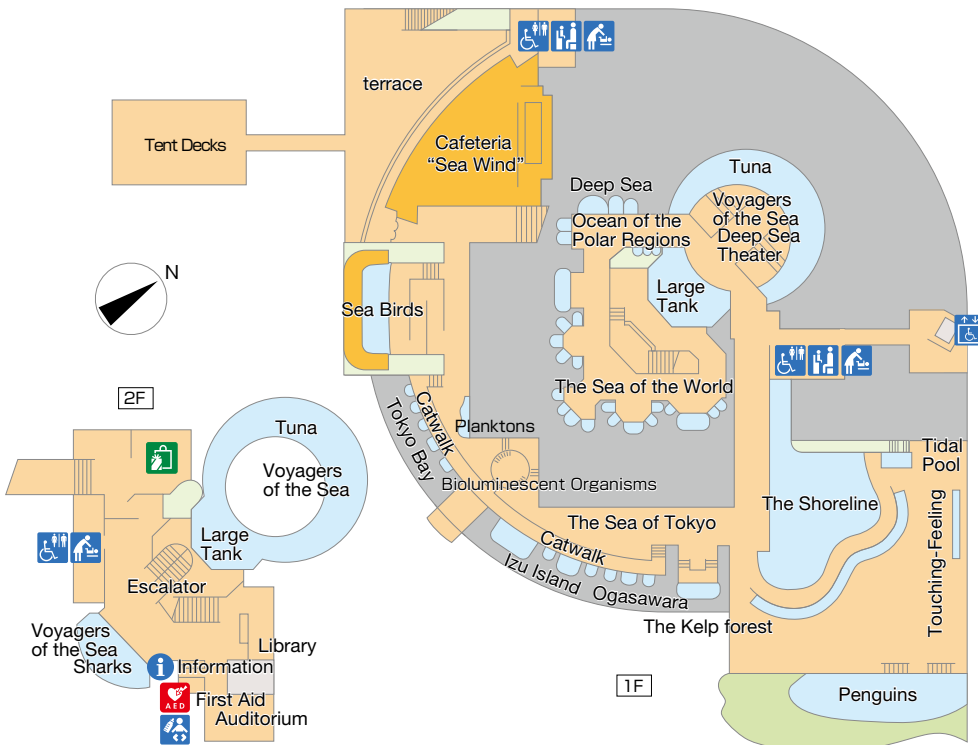 terrace
Tent Decks
Cafeteria
“Sea Wind”
Deep Sea
Tuna
Ocean of the
Polar Regions
Voyagers
of the Sea
Deep Sea
Theater
N
Large
Tank
Sea Birds
The Sea of the World
Catwalk
Tokyo Bay
Planktons
Bioluminescent Organisms
Tidal
Pool
The Shoreline
The Sea of Tokyo
Catwalk
Izu Island
Ogasawara
Touching-Feeling
The Kelp forest
1F
Penguins
2F
Tuna
Voyagers
of the Sea
Large
Tank
Escalator
Voyagers
of the Sea
Sharks
Library
i
Information
AED
First Aid
Auditorium